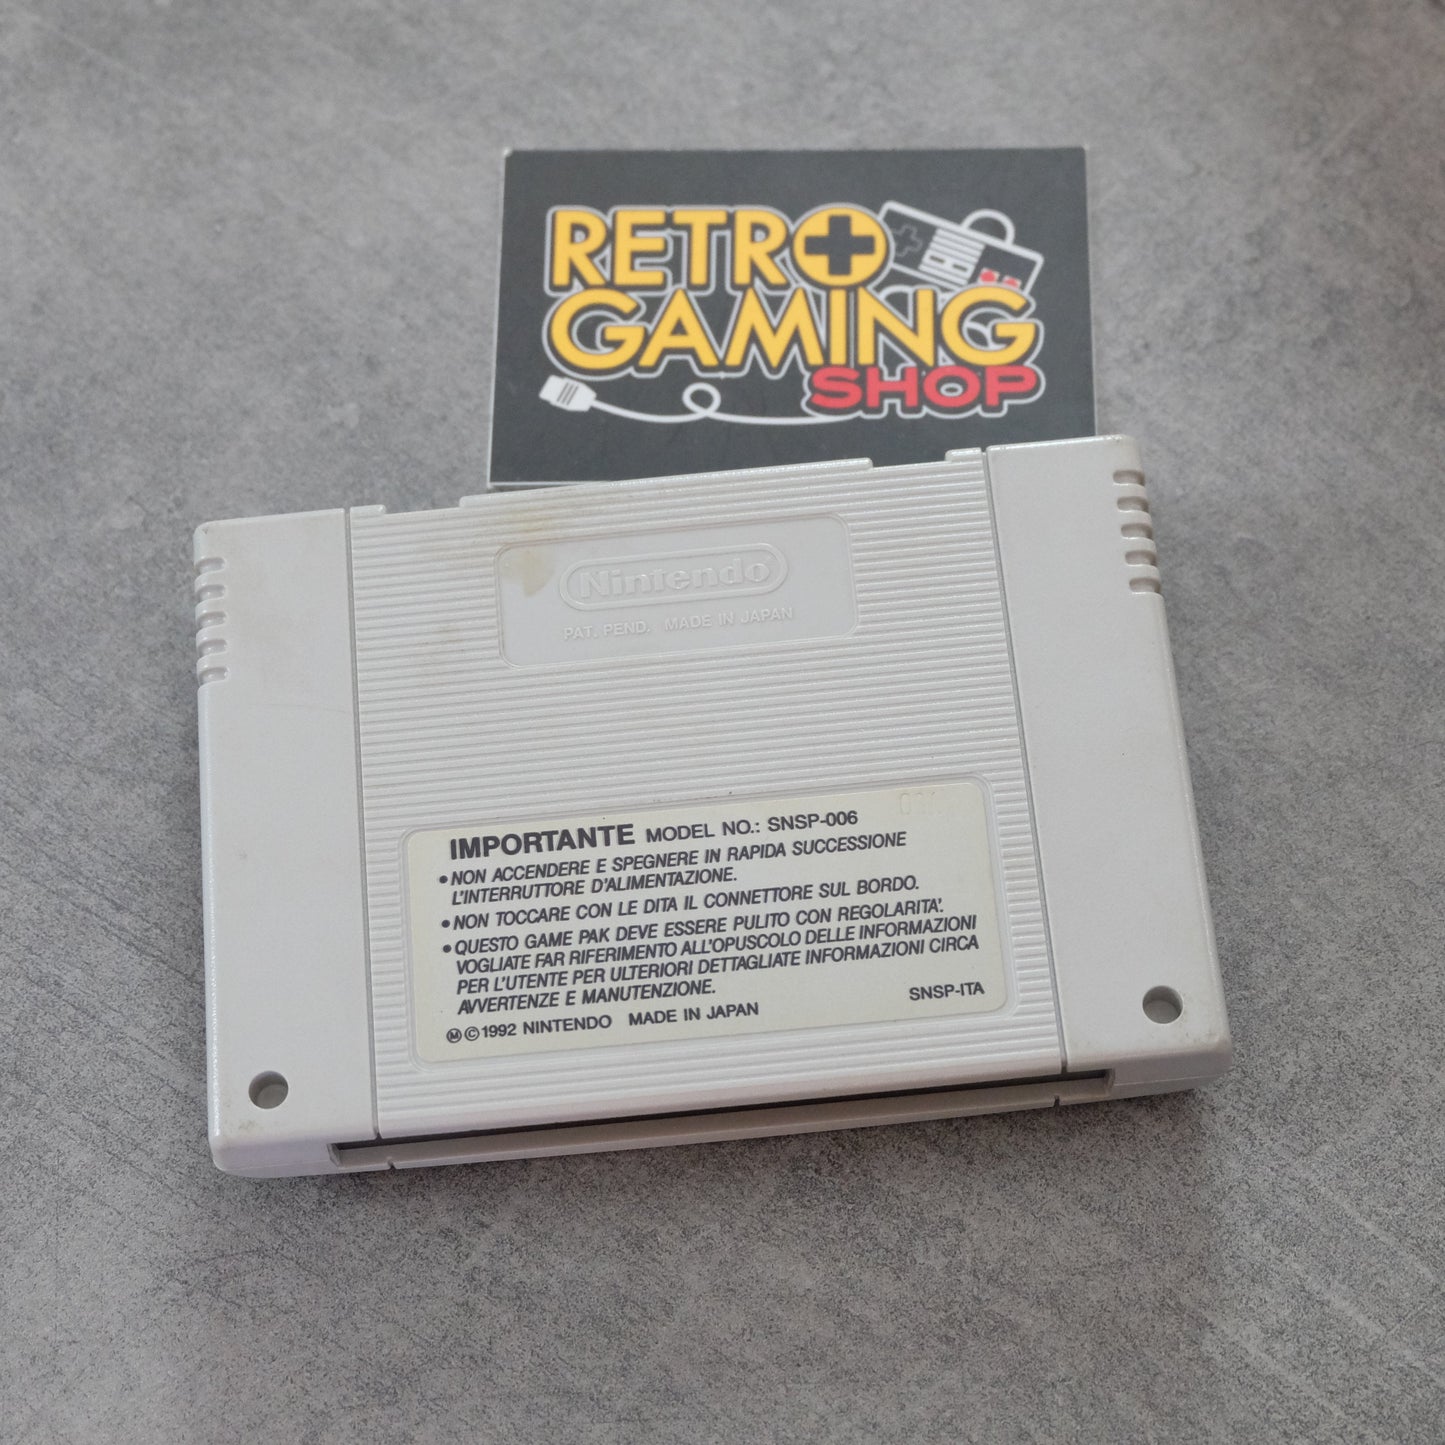 RETRO
GAMING
SHOP
Nintendo
PAT. PEND. MADE IN JAPAN
IMPORTANTE MODEL NO.: SNSP-006
• NON ACCENDERE E SPEGNERE IN RAPIDA SUCCESSIONE
L'INTERRUTTORE D'ALIMENTAZIONE.
• NON TOCCARE CON LE DITA IL CONNETTORE SUL BORDO.
• QUESTO GAME PAK DEVE ESSERE PULITO CON REGOLARITA'.
VOGLIATE FAR RIFERIMENTO ALL'OPUSCOLO DELLE INFORMAZIONI
PER L'UTENTE PER ULTERIORI DETTAGLIATE INFORMAZIONI CIRCA
AVVERTENZE E MANUTENZIONE.
SNSP-ITA
Ⓜ©1992 NINTENDO MADE IN JAPAN